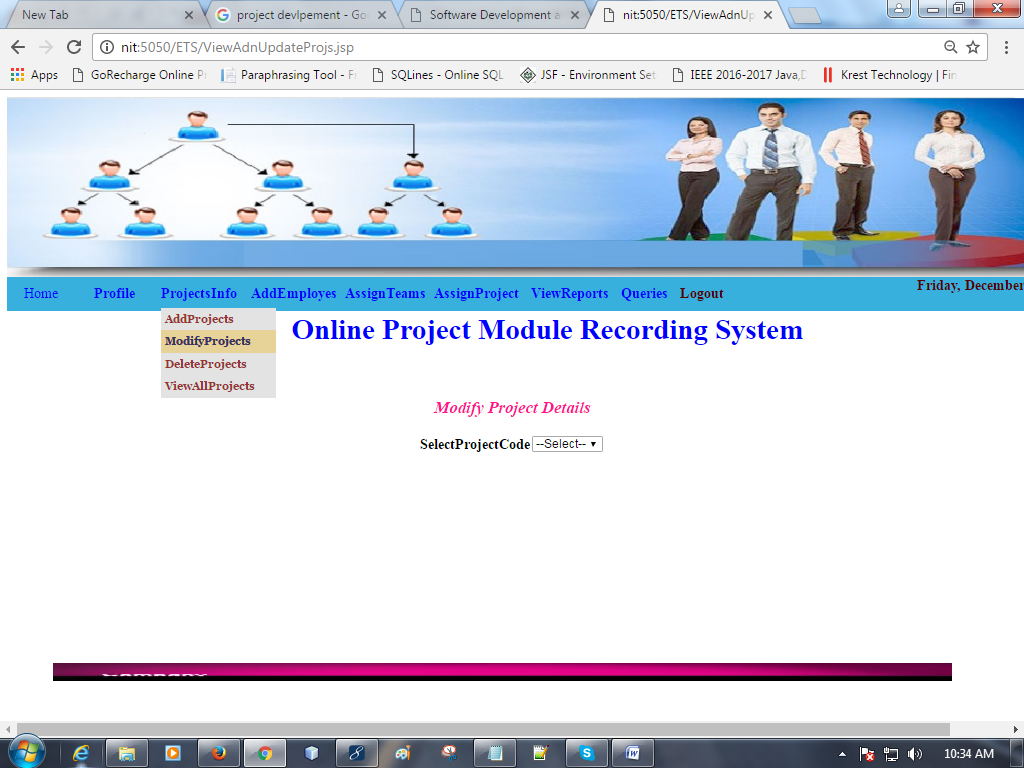 New Tab
project devlpement - Go
Software Development a
nit:5050/ETS/ViewAdnUp
nit:5050/ETS/ViewAdnUpdateProjs.jsp
Apps
GoRecharge Online P
Paraphrasing Tool - F
SQLines - Online SQL
JSF - Environment Set
IEEE 2016-2017 Java,D
Krest Technology | Fin
Home Profile ProjectsInfo AddEmployes AssignTeams AssignProject ViewReports Queries Logout
Friday, December
AddProjects
ModifyProjects
DeleteProjects
ViewAllProjects
Online Project Module Recording System
Modify Project Details
SelectProjectCode --Select--
10:34 AM